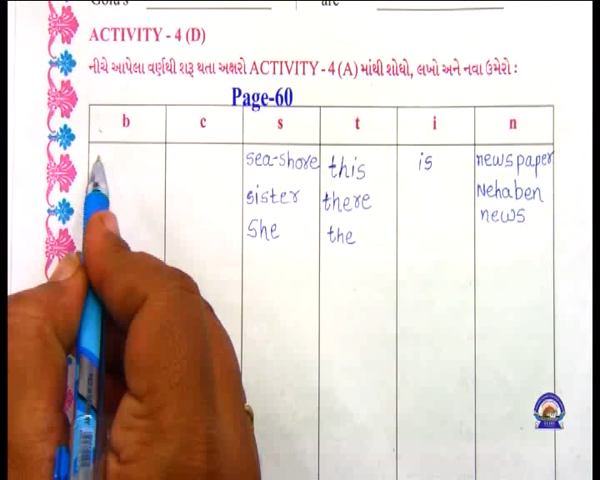 are
ACTIVITY - 4 (D)
નીચે આપેલા વર્ણથી શરૂ થતા અક્ષરો ACTIVITY - 4 (A) માંથી શોધો, લખો અને નવા ઉમેરો :
Page-60
b c s t i n
sea-shore this is newspaper
sister there Nehaben
She the news